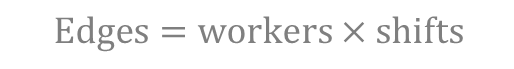 Edges = workers × shifts